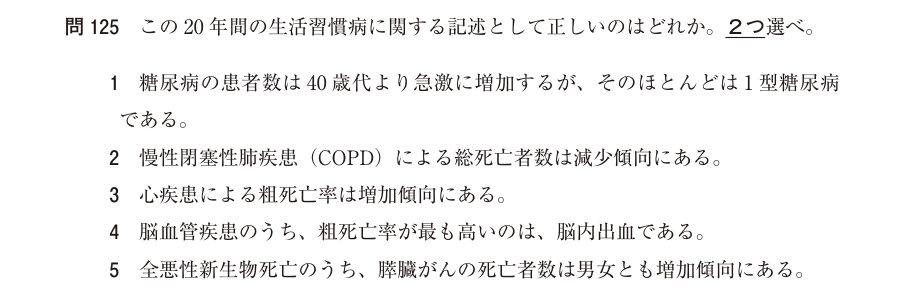 問 125 この 20 年間の生活習慣病に関する記述として正しいのはどれか。2つ選べ。
1 糖尿病の患者数は 40 歳代より急激に増加するが、そのほとんどは 1 型糖尿病
である。
2 慢性閉塞性肺疾患（COPD）による総死亡者数は減少傾向にある。
3 心疾患による粗死亡率は増加傾向にある。
4 脳血管疾患のうち、粗死亡率が最も高いのは、脳内出血である。
5 全悪性新生物死亡のうち、膵臓がんの死亡者数は男女とも増加傾向にある。